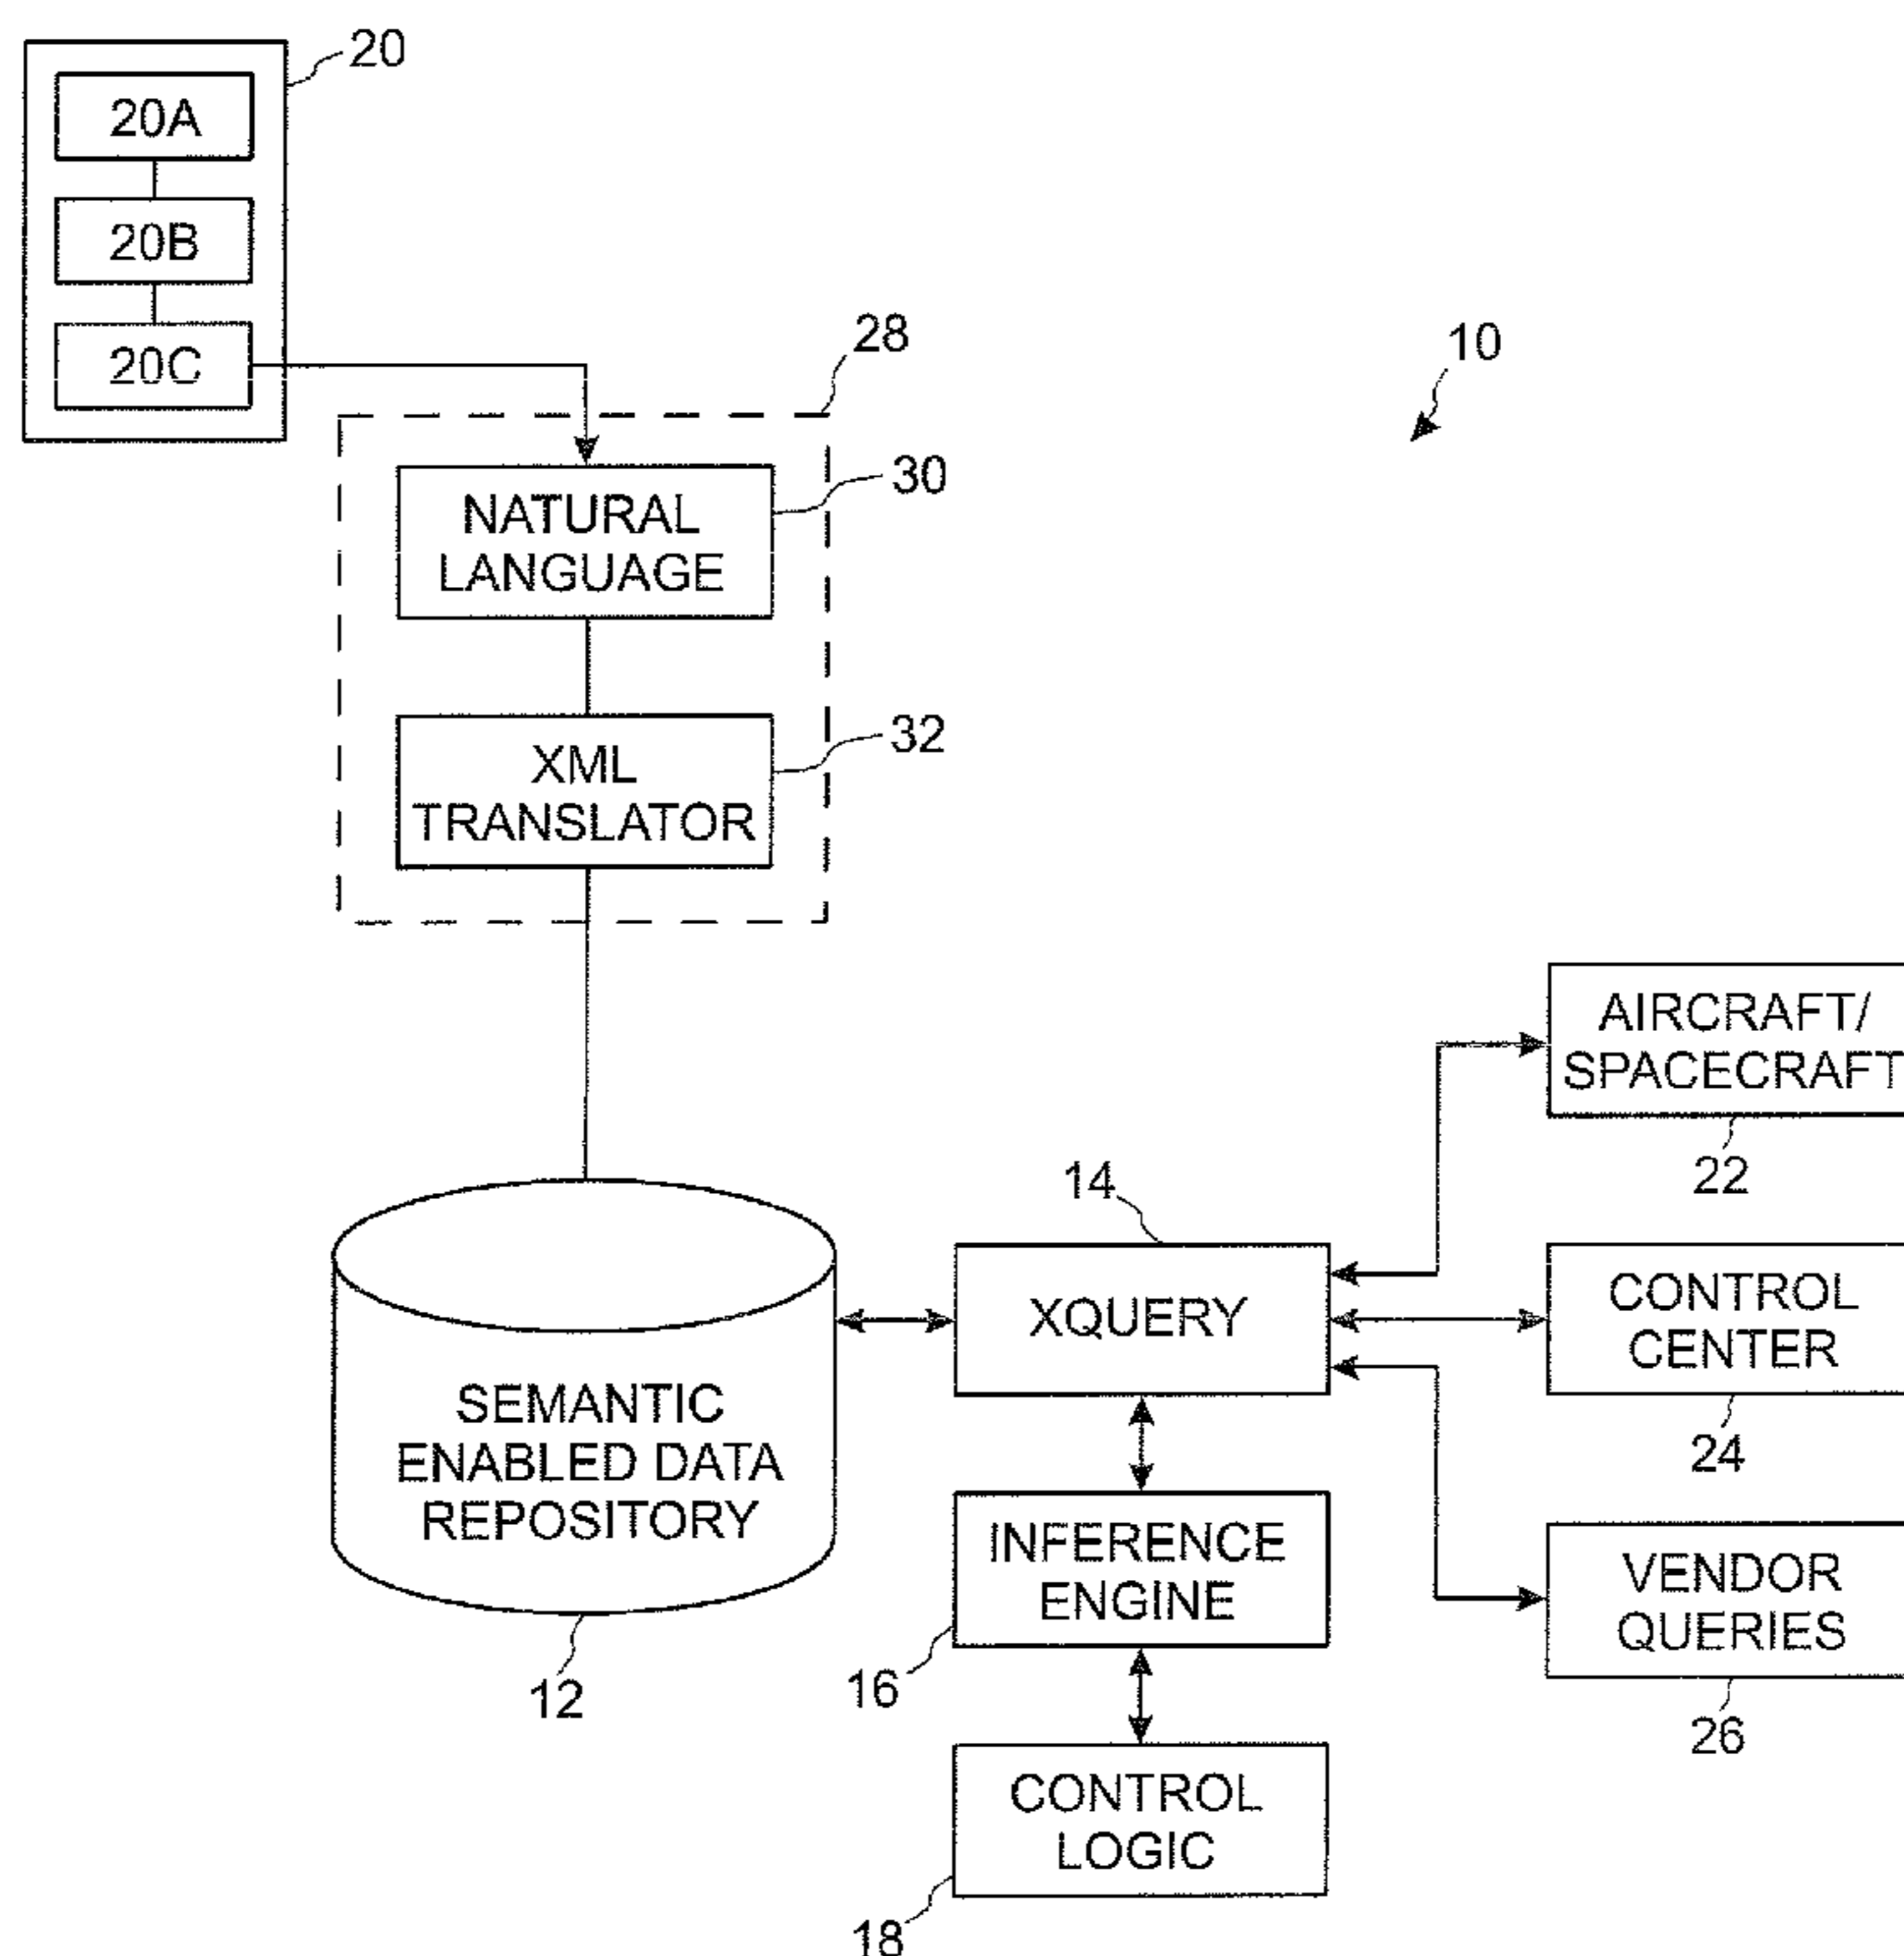 20
20A
20B
20C
28
10
30
NATURAL
LANGUAGE
32
XML
TRANSLATOR
AIRCRAFT/
SPACECRAFT
22
14
XQUERY
CONTROL
CENTER
24
SEMANTIC
ENABLED DATA
REPOSITORY
12
INFERENCE
ENGINE
16
VENDOR
QUERIES
26
CONTROL
LOGIC
18